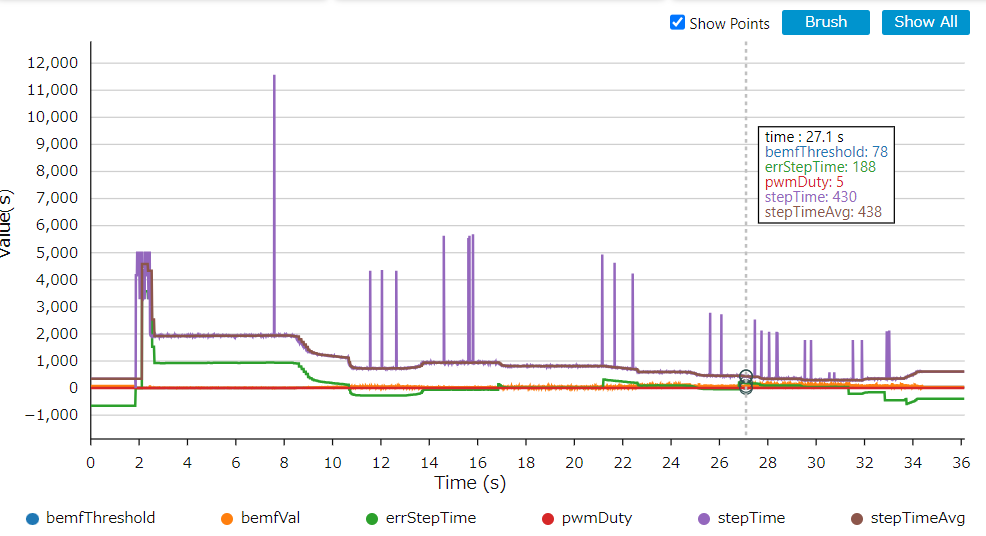 Show Points
Brush
Show All
12,000
11,000
10,000
9,000
8,000
7,000
6,000
5,000
4,000
3,000
2,000
1,000
0
−1,000
Value(s)
time : 27.1 s
bemfThreshold: 78
errStepTime: 188
pwmDuty: 5
stepTime: 430
stepTimeAvg: 438
0 2 4 6 8 10 12 14 16 18 20 22 24 26 28 30 32 34 36
Time (s)
bemfThreshold bemfVal errStepTime pwmDuty stepTime stepTimeAvg